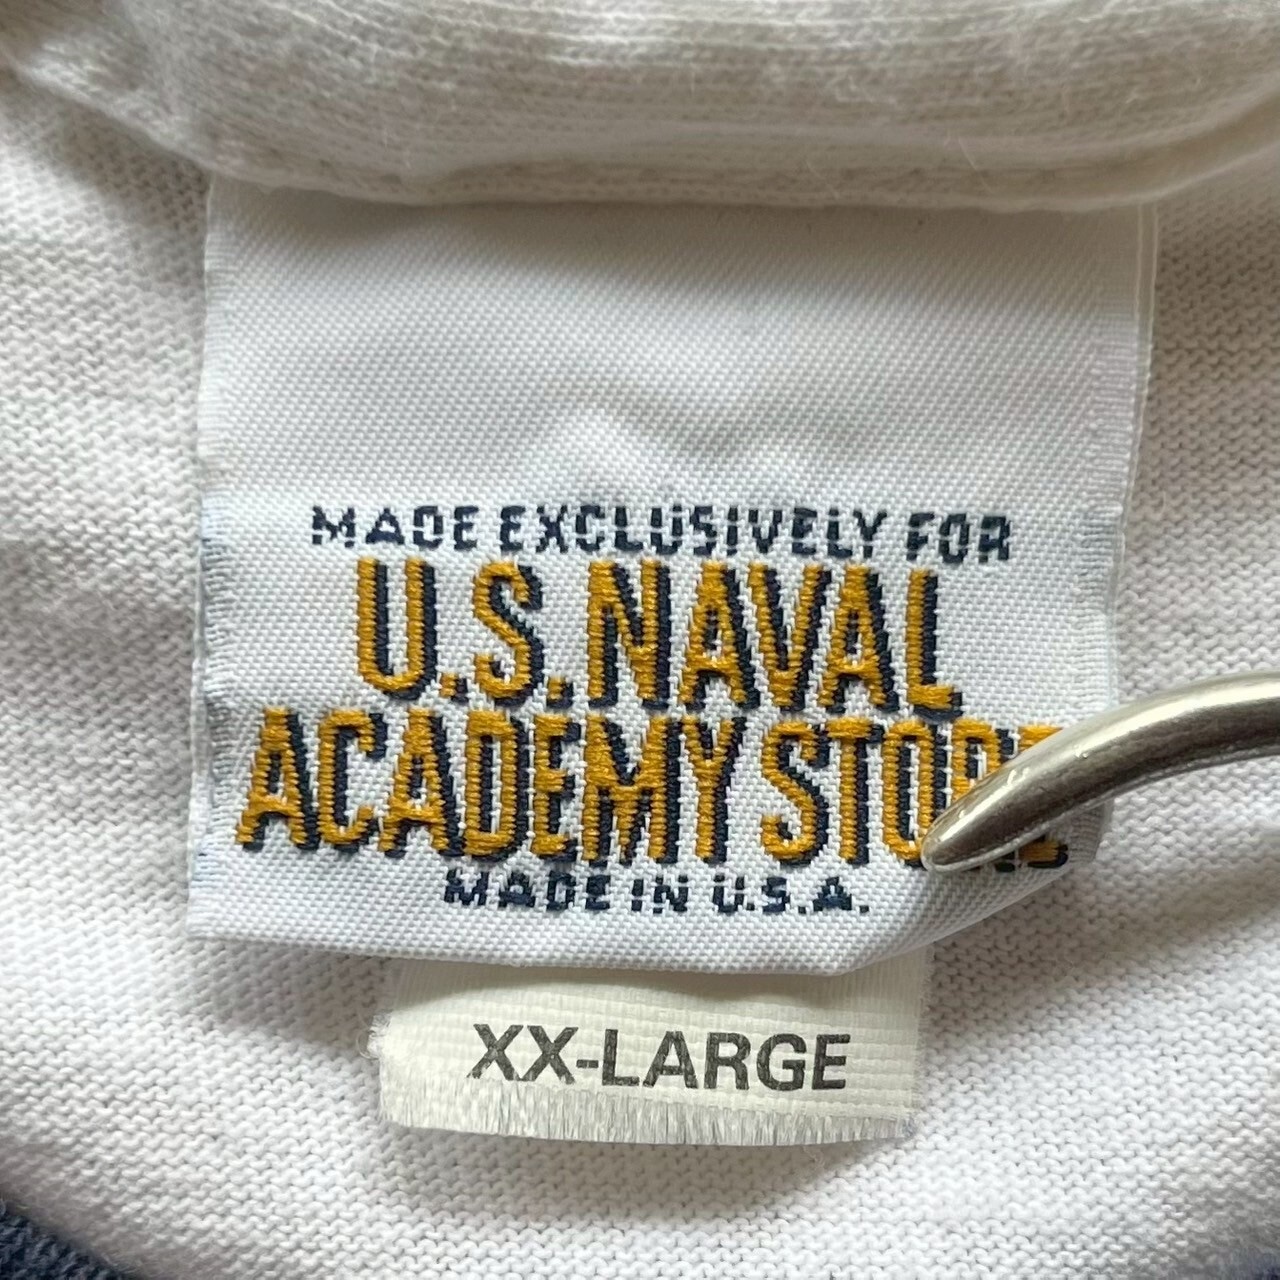 MADE EXCLUSIVELY FOR
U.S. NAVAL
ACADEMY STORE
MADE IN U.S.A.
XX-LARGE